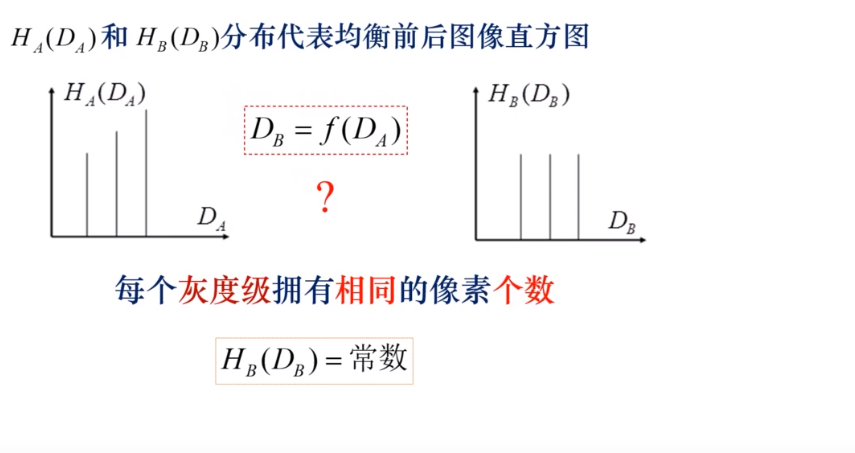 H_A(D_A)和 H_B(D_B)分布代表均衡前后图像直方图
H_A(D_A)
D_B = f(D_A)
?
D_A
H_B(D_B)
D_B
每个灰度级拥有相同的像素个数
H_B(D_B) = 常数